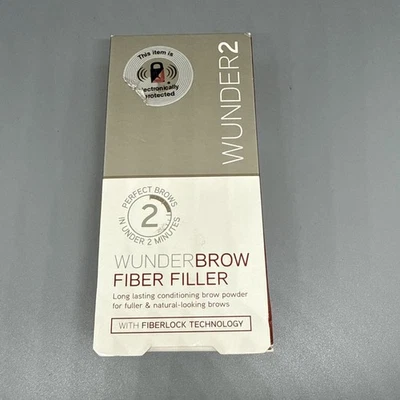 This item is
electronically
protected
WUNDER2
PERFECT BROWS
2
IN UNDER 2 MINUTES
WUNDERBROW
FIBER FILLER
Long lasting conditioning brow powder
for fuller & natural-looking brows
WITH FIBERLOCK TECHNOLOGY